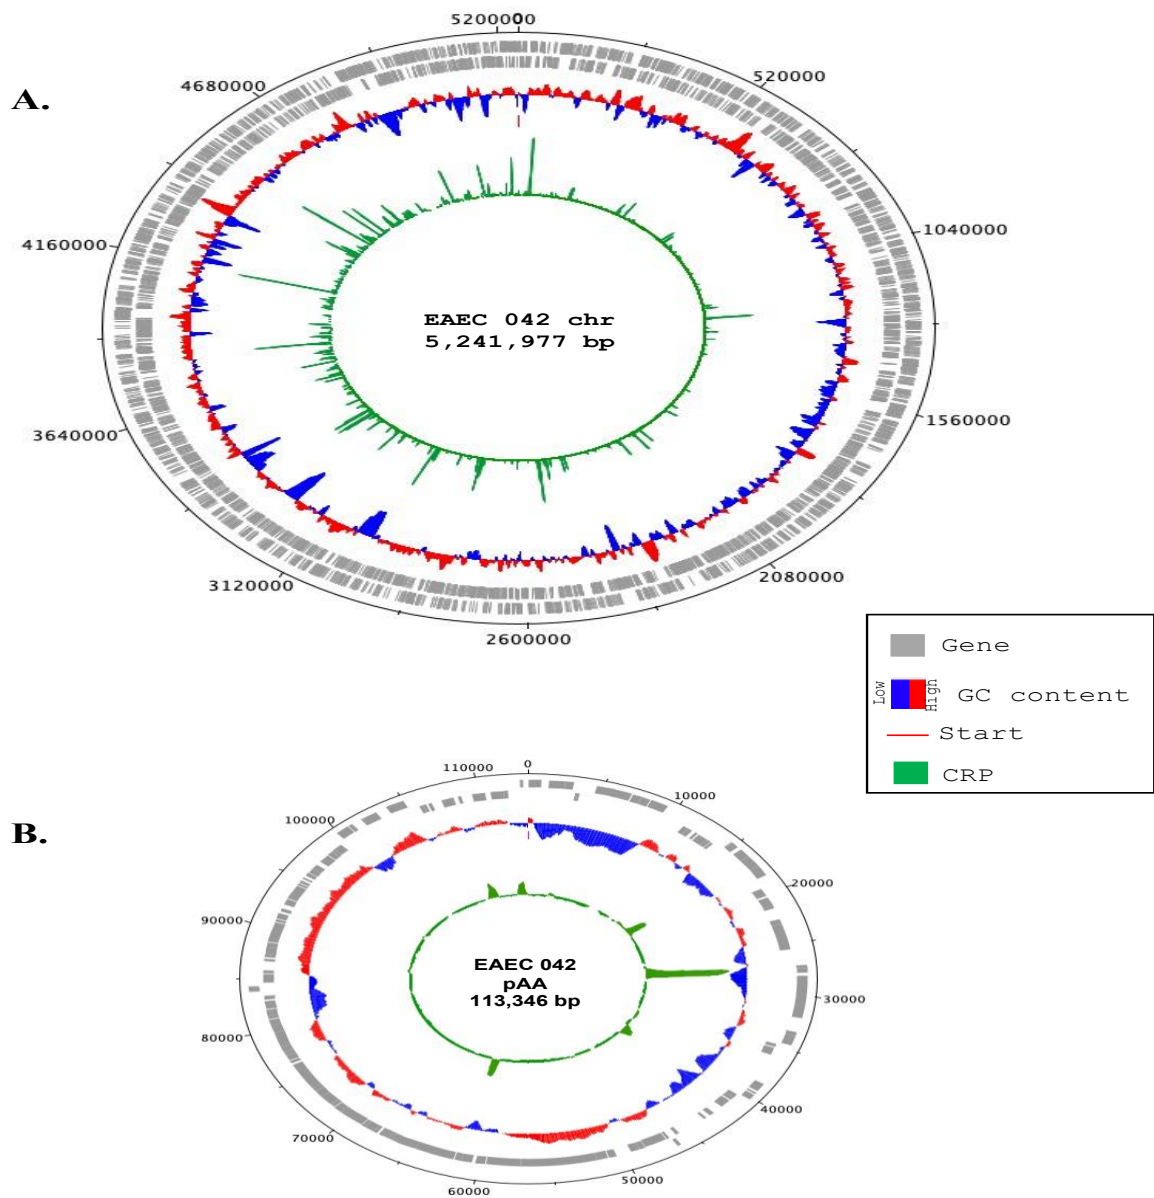 A.
5200000
0
520000
1040000
1560000
2080000
2600000
3120000
3640000
4160000
4680000
EAEC 042 chr
5,241,977 bp
Gene
Low
High
GC content
Start
CRP
B.
0
10000
20000
30000
40000
50000
60000
70000
80000
90000
100000
110000
EAEC 042
pAA
113,346 bp